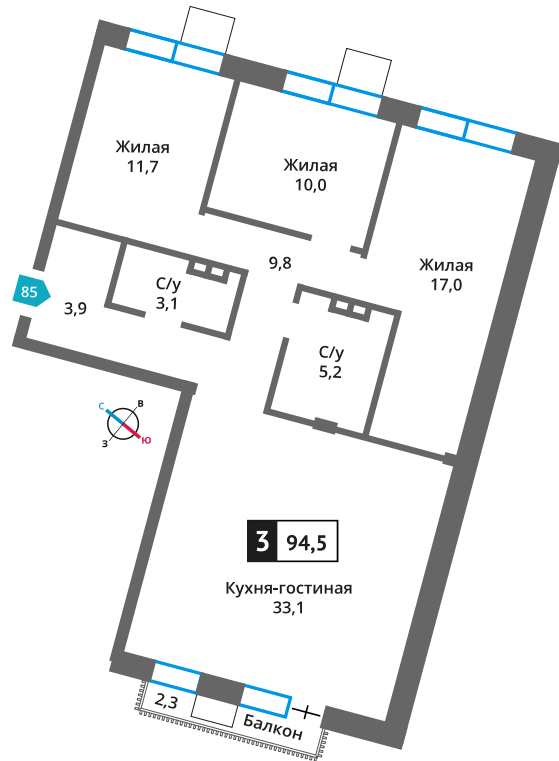 Жилая
11,7
Жилая
10,0
Жилая
17,0
9,8
С/у
3,1
85
3,9
С/у
5,2
С
В
З
Ю
3 94,5
Кухня-гостиная
33,1
2,3
Балкон